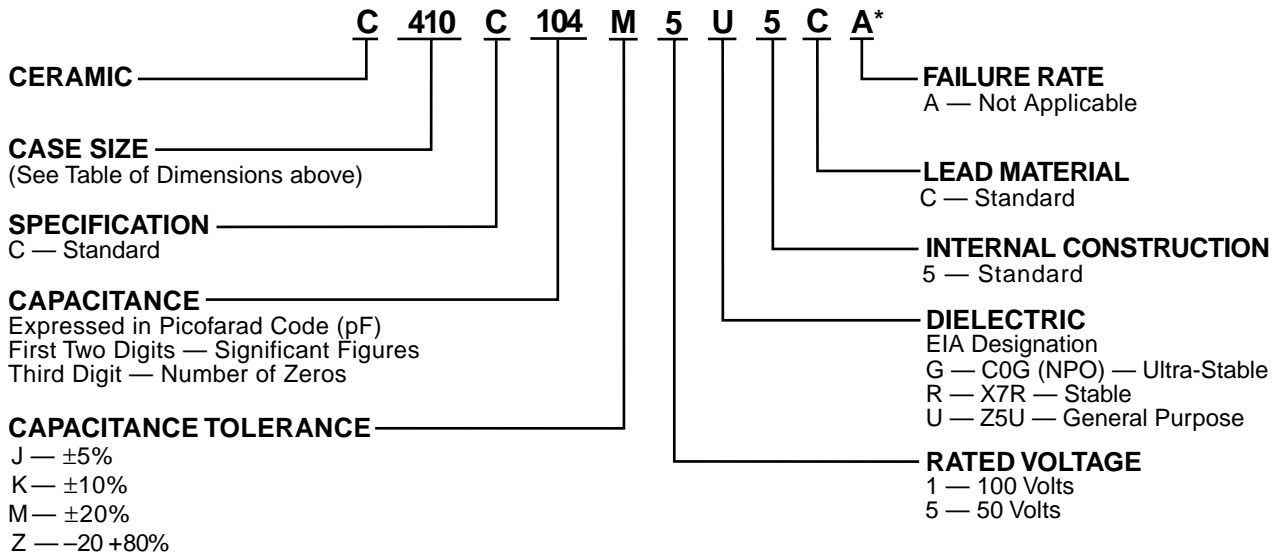 C 410 C 104 M 5 U 5 C A*
CERAMIC
CASE SIZE
(See Table of Dimensions above)
SPECIFICATION
C — Standard
CAPACITANCE
Expressed in Picofarad Code (pF)
First Two Digits — Significant Figures
Third Digit — Number of Zeros
CAPACITANCE TOLERANCE
J — ±5%
K — ±10%
M — ±20%
Z — –20 +80%
FAILURE RATE
A — Not Applicable
LEAD MATERIAL
C — Standard
INTERNAL CONSTRUCTION
5 — Standard
DIELECTRIC
EIA Designation
G — C0G (NPO) — Ultra-Stable
R — X7R — Stable
U — Z5U — General Purpose
RATED VOLTAGE
1 — 100 Volts
5 — 50 Volts